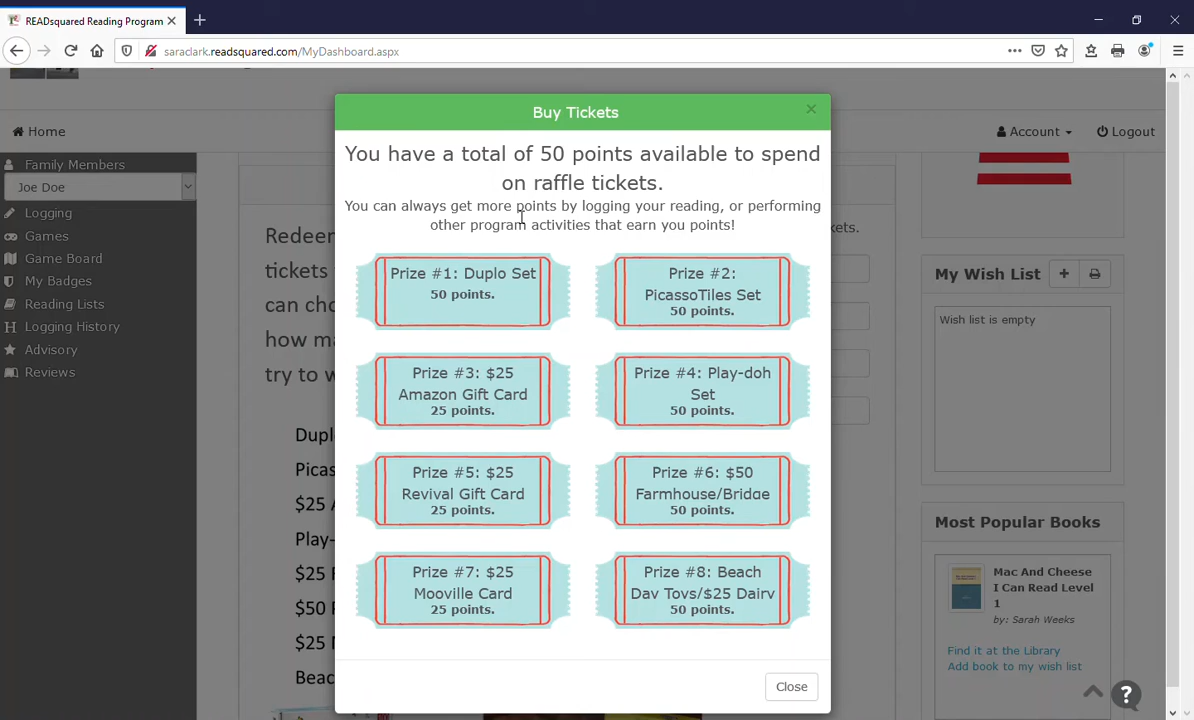 READsquared Reading Program
saraclark.readsquared.com/MyDashboard.aspx
Home
Account
Logout
Family Members
Joe Doe
Logging
Games
Game Board
My Badges
Reading Lists
Logging History
Advisory
Reviews
Redeem
tickets
can cho
how ma
try to w
Duplo
Picas
$25 A
Play-
$25 R
$50 F
$25 M
Beac
Buy Tickets
You have a total of 50 points available to spend
on raffle tickets.
You can always get more points by logging your reading, or performing
other program activities that earn you points!
Prize #1: Duplo Set
50 points.
Prize #2:
PicassoTiles Set
50 points.
Prize #3: $25
Amazon Gift Card
25 points.
Prize #4: Play-doh
Set
50 points.
Prize #5: $25
Revival Gift Card
25 points.
Prize #6: $50
Farmhouse/Bridge
50 points.
Prize #7: $25
Mooville Card
25 points.
Prize #8: Beach
Day Toys/$25 Dairy
50 points.
Close
kets.
My Wish List
Wish list is empty
Most Popular Books
Mac And Cheese
I Can Read Level
1
by: Sarah Weeks
Find it at the Library
Add book to my wish list